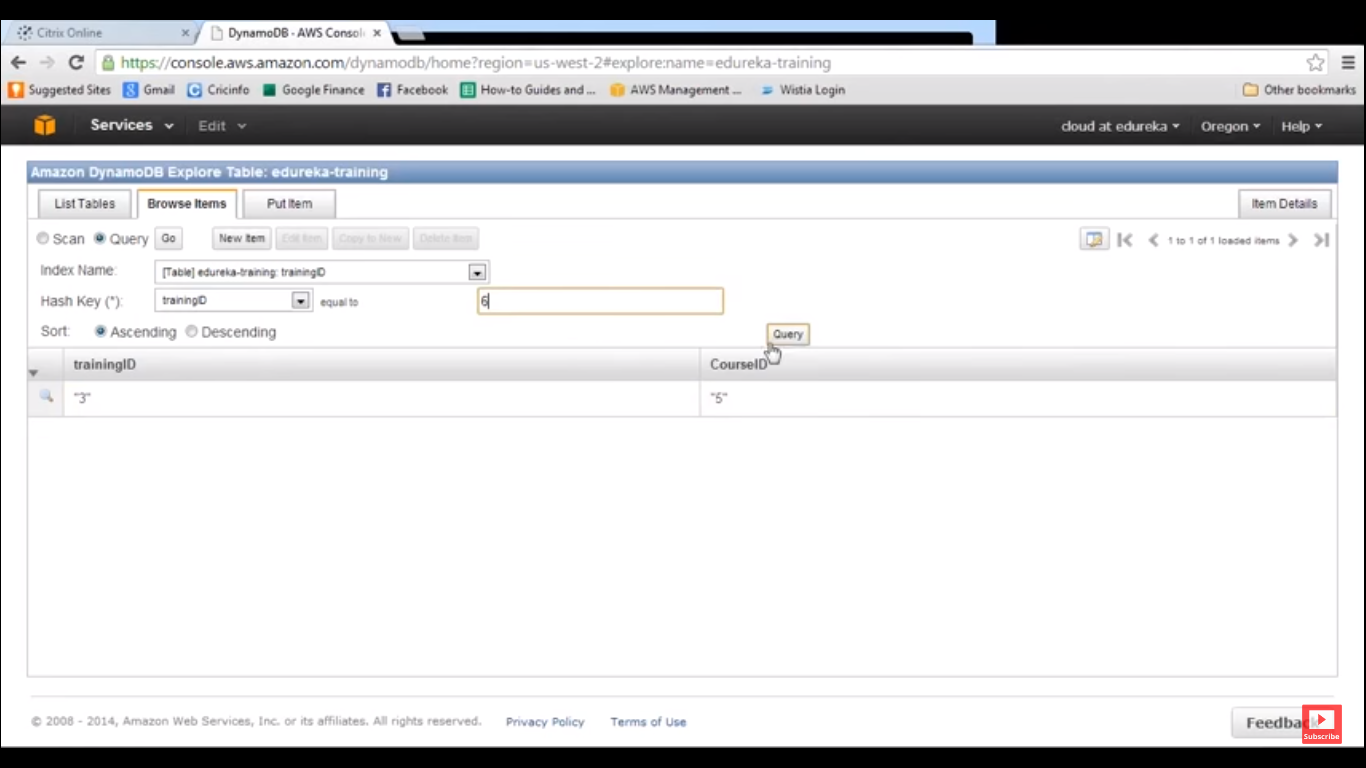 Citrix Online
DynamoDB - AWS Consol
https://console.aws.amazon.com/dynamodb/home?region=us-west-2#explore:name=edureka-training
Suggested Sites Gmail Cricinfo Google Finance Facebook How-to Guides and ... AWS Management ... Wistia Login Other bookmarks
Services Edit cloud at edureka Oregon Help
Amazon DynamoDB Explore Table: edureka-training
List Tables Browse Items Put Item Item Details
Scan Query Go New Item Edit Item Copy to New Delete Item 1 to 1 of 1 loaded items
Index Name: [Table] edureka-training: trainingID
Hash Key (*): trainingID equal to 6
Sort: Ascending Descending Query
trainingID CourseID
"3" "5"
© 2008 - 2014, Amazon Web Services, Inc. or its affiliates. All rights reserved. Privacy Policy Terms of Use Feedba
Subscribe